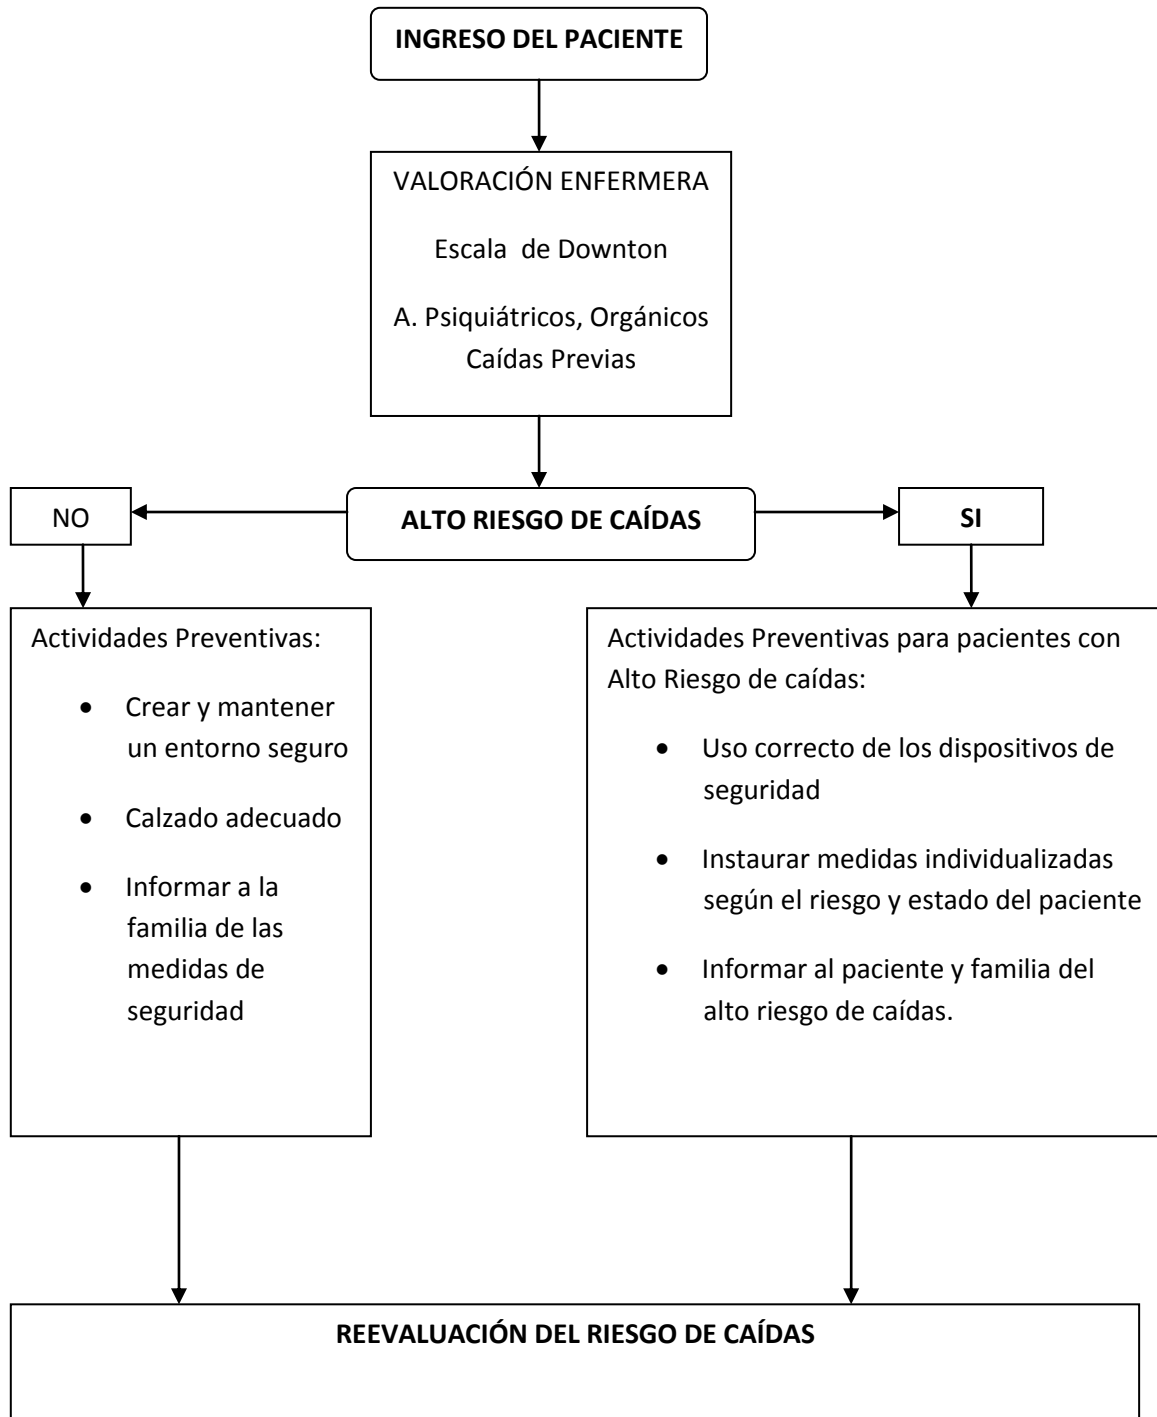 INGRESO DEL PACIENTE
VALORACIÓN ENFERMERA
Escala de Downton
A. Psiquiátricos, Orgánicos
Caídas Previas
NO
ALTO RIESGO DE CAÍDAS
SI
Actividades Preventivas:
• Crear y mantener
un entorno seguro
• Calzado adecuado
• Informar a la
familia de las
medidas de
seguridad
Actividades Preventivas para pacientes con
Alto Riesgo de caídas:
• Uso correcto de los dispositivos de
seguridad
• Instaurar medidas individualizadas
según el riesgo y estado del paciente
• Informar al paciente y familia del
alto riesgo de caídas.
REEVALUACIÓN DEL RIESGO DE CAÍDAS